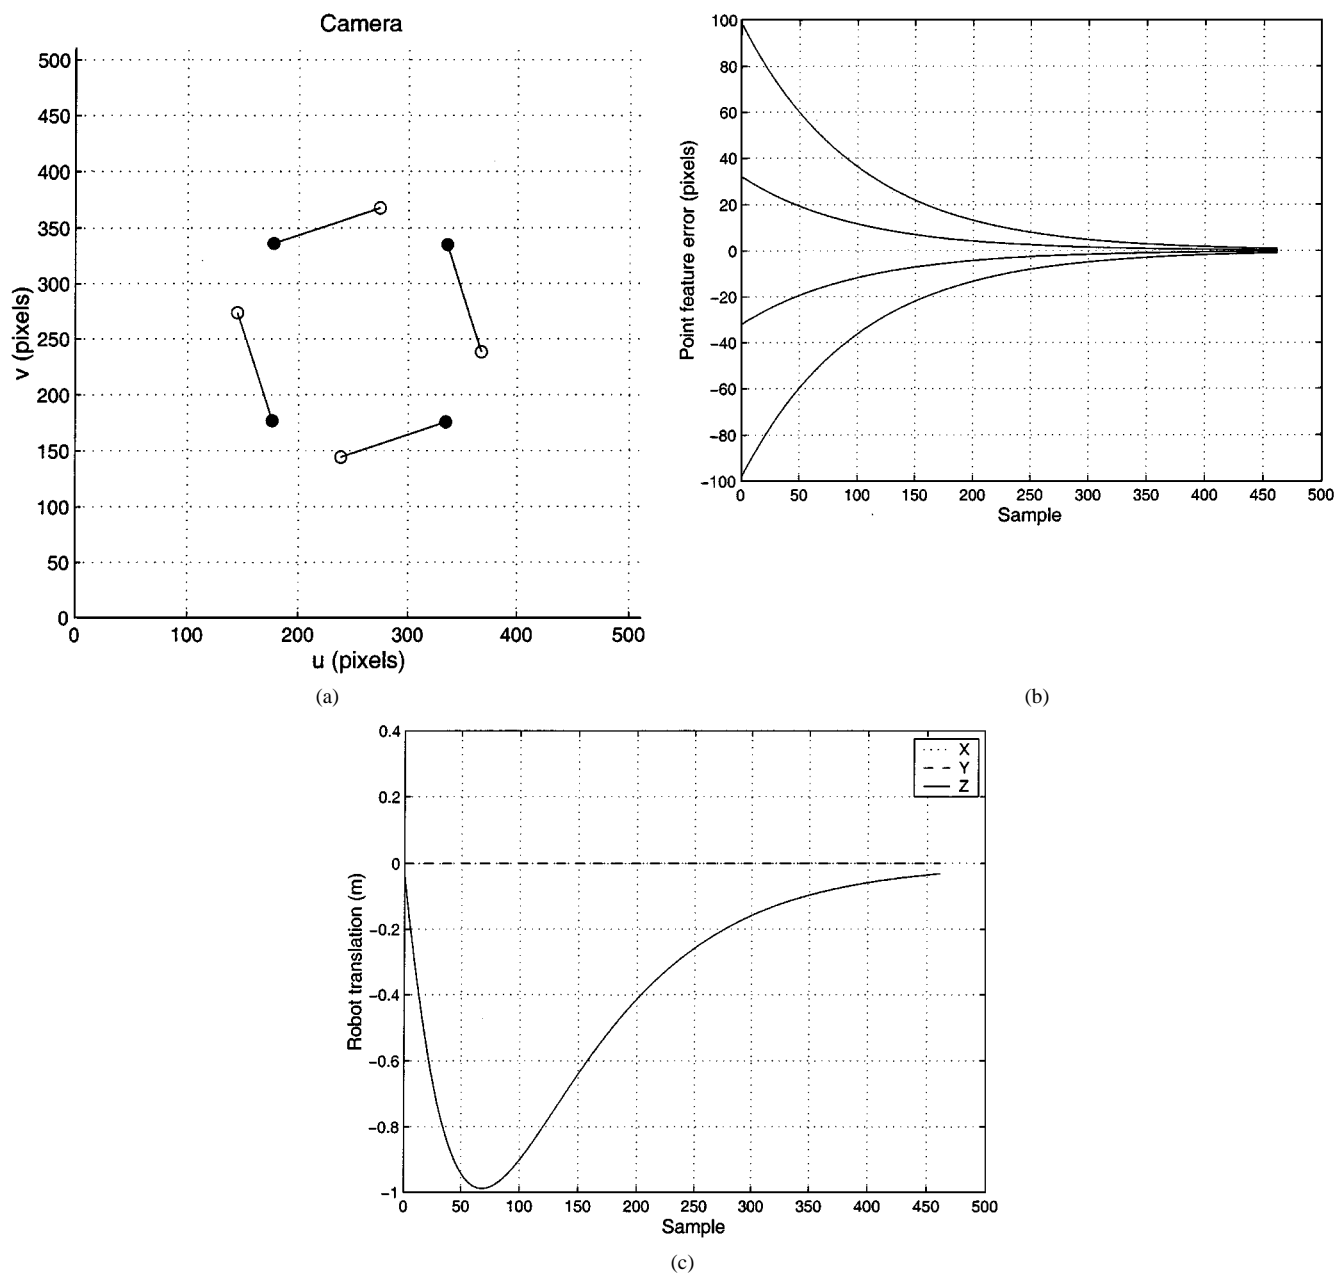 Camera
500
450
400
350
300
250
200
150
100
50
0
v (pixels)
0 100 200 300 400 500
u (pixels)
(a)
100
80
60
40
20
0
−20
−40
−60
−80
−100
Point feature error (pixels)
0 50 100 150 200 250 300 350 400 450 500
Sample
(b)
0.4
0.2
0
−0.2
−0.4
−0.6
−0.8
−1
Robot translation (m)
X
Y
Z
0 50 100 150 200 250 300 350 400 450 500
Sample
(c)